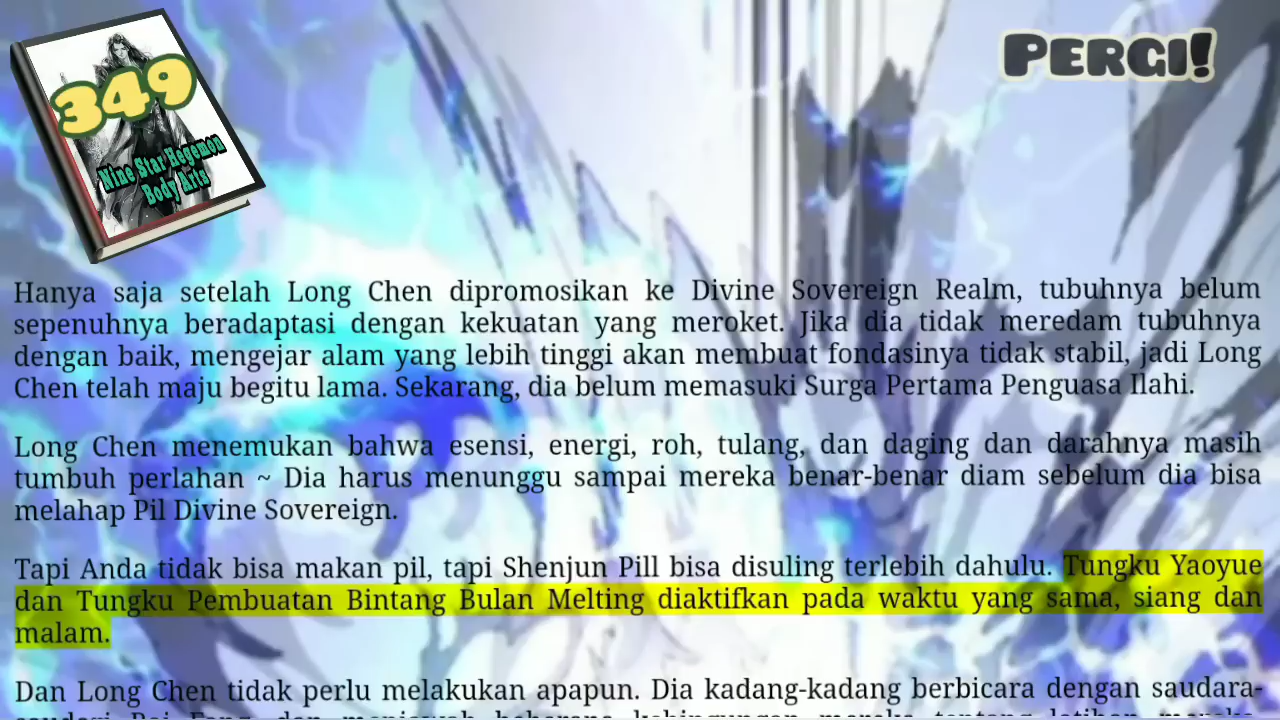 349
PERGI!
Nine Star Hegemon
Body Arts
Hanya saja setelah Long Chen dipromosikan ke Divine Sovereign Realm, tubuhnya belum
sepenuhnya beradaptasi dengan kekuatan yang meroket. Jika dia tidak meredam tubuhnya
dengan baik, mengejar alam yang lebih tinggi akan membuat fondasinya tidak stabil, jadi Long
Chen telah maju begitu lama. Sekarang, dia belum memasuki Surga Pertama Penguasa Ilahi.
Long Chen menemukan bahwa esensi, energi, roh, tulang, dan daging dan darahnya masih
tumbuh perlahan ~ Dia harus menunggu sampai mereka benar-benar diam sebelum dia bisa
melahap Pil Divine Sovereign.
Tapi Anda tidak bisa makan pil, tapi Shenjun Pill bisa disuling terlebih dahulu. Tungku Yaoyue
dan Tungku Pembuatan Bintang Bulan Melting diaktifkan pada waktu yang sama, siang dan
malam.
Dan Long Chen tidak perlu melakukan apapun. Dia kadang-kadang berbicara dengan saudara-